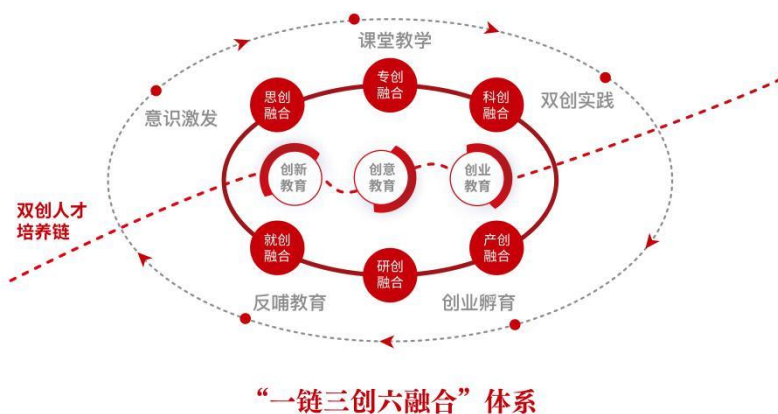 课堂教学
专创
融合
思创
融合
科创
融合
意识激发
双创实践
创新
教育
创意
教育
创业
教育
双创人才
培养链
就创
融合
研创
融合
产创
融合
反哺教育
创业孵育
“一链三创六融合”体系